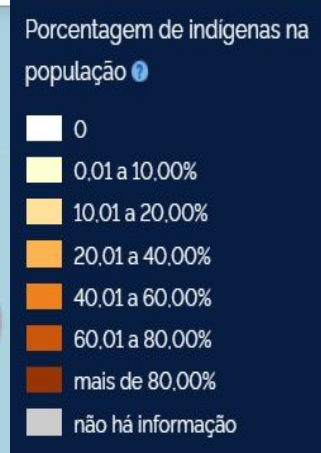 Porcentagem de indígenas na
população ?
0
0,01 a 10,00%
10,01 a 20,00%
20,01 a 40,00%
40,01 a 60,00%
60,01 a 80,00%
mais de 80,00%
não há informação